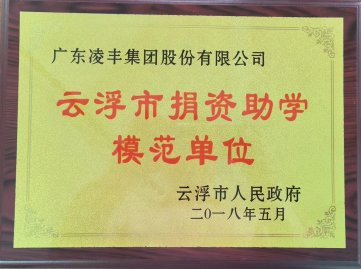 广东凌丰集团股份有限公司
云浮市捐资助学
模范单位
云浮市人民政府
二〇一八年五月